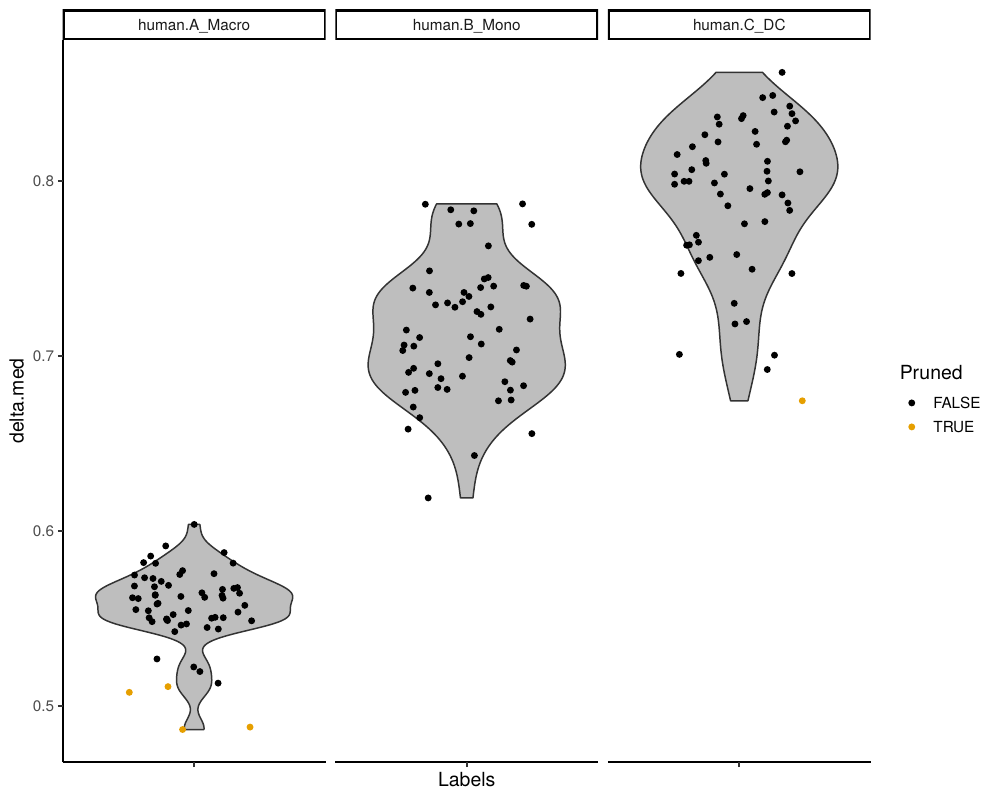 human.A_Macro
human.B_Mono
human.C_DC
0.8
0.7
0.6
0.5
delta.med
Labels
Pruned
FALSE
TRUE